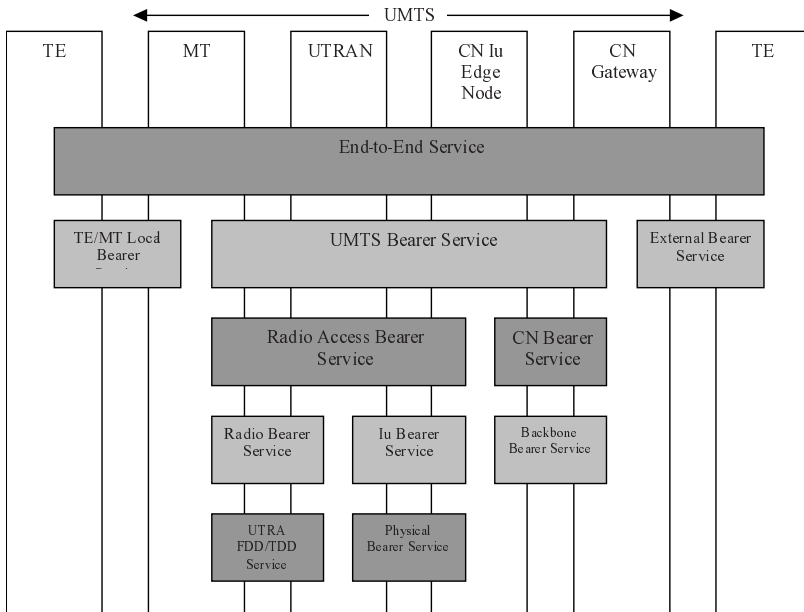 UMTS
TE
MT
UTRAN
CN Iu
Edge
Node
CN
Gateway
TE
End-to-End Service
TE/MT Local
Bearer
UMTS Bearer Service
External Bearer
Service
Radio Access Bearer
Service
CN Bearer
Service
Radio Bearer
Service
Iu Bearer
Service
Backbone
Bearer Service
UTRA
FDD/TDD
Service
Physical
Bearer Service